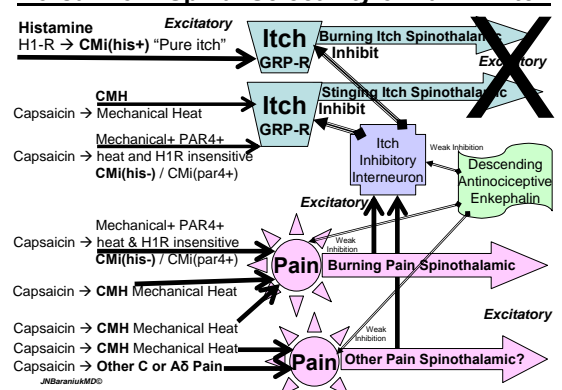 Histamine
Excitatory
H1-R → CMi(his+) “Pure itch”
Itch
GRP-R
Burning Itch Spinothalamic
Inhibit
Excitatory
CMH
Capsaicin → Mechanical Heat
Itch
GRP-R
Stinging Itch Spinothalamic
Inhibit
Mechanical+ PAR4+
Capsaicin → heat and H1R insensitive
CMi(his-) / CMi(par4+)
Itch
Inhibitory
Interneuron
Weak Inhibition
Descending
Antinociceptive
Enkephalin
Excitatory
Mechanical+ PAR4+
Capsaicin → heat & H1R insensitive
CMi(his-) / CMi(par4+)
Weak
Inhibition
Pain
Burning Pain Spinothalamic
Capsaicin → CMH Mechanical Heat
Excitatory
Capsaicin → CMH Mechanical Heat
Weak
Inhibition
Capsaicin → CMH Mechanical Heat
Capsaicin → Other C or Aδ Pain
Pain
Other Pain Spinothalamic?
JNBaraniukMD©